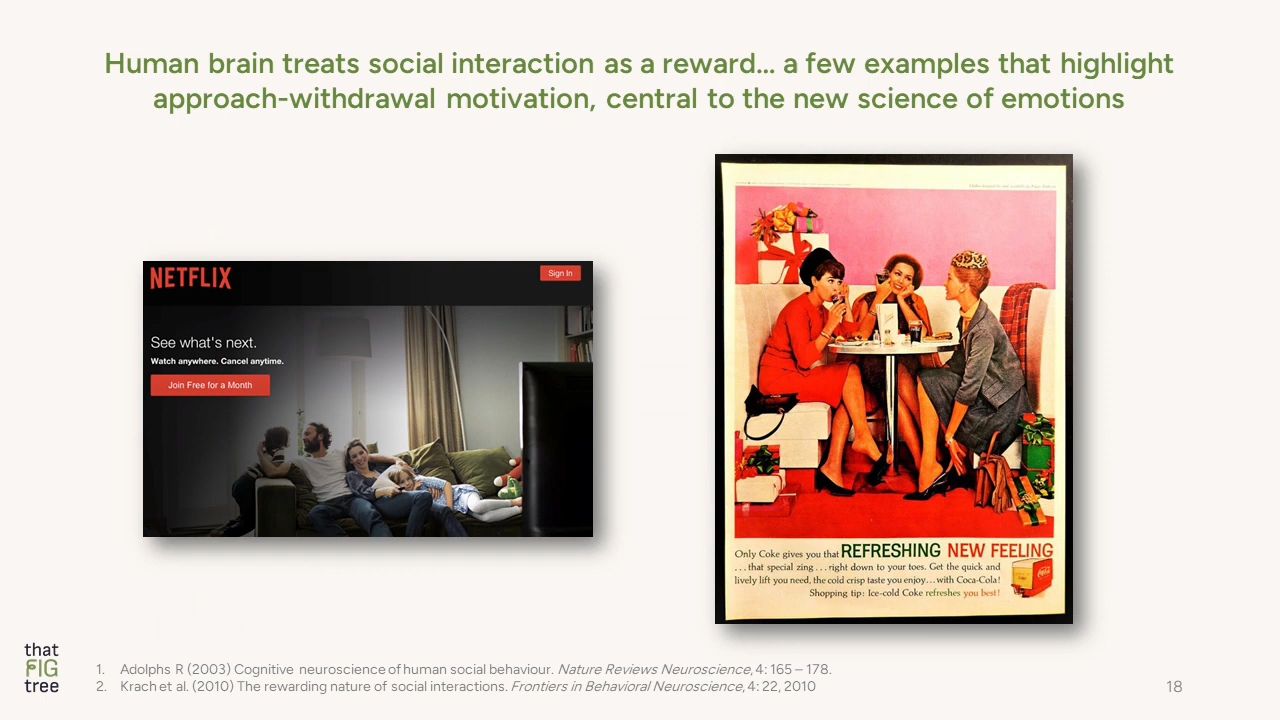 Human brain treats social interaction as a reward… a few examples that highlight
approach-withdrawal motivation, central to the new science of emotions
NETFLIX
Sign In
See what's next.
Watch anywhere. Cancel anytime.
Join Free for a Month
Only Coke gives you that REFRESHING NEW FEELING
...that special zing...right down to your toes. Get the quick and
lively lift you need, the cold crisp taste you enjoy...with Coca-Cola!
Shopping tip: Ice-cold Coke refreshes you best!
that
FIG
tree
1. Adolphs R (2003) Cognitive neuroscience of human social behaviour. Nature Reviews Neuroscience, 4: 165 – 178.
2. Krach et al. (2010) The rewarding nature of social interactions. Frontiers in Behavioral Neuroscience, 4: 22, 2010
18